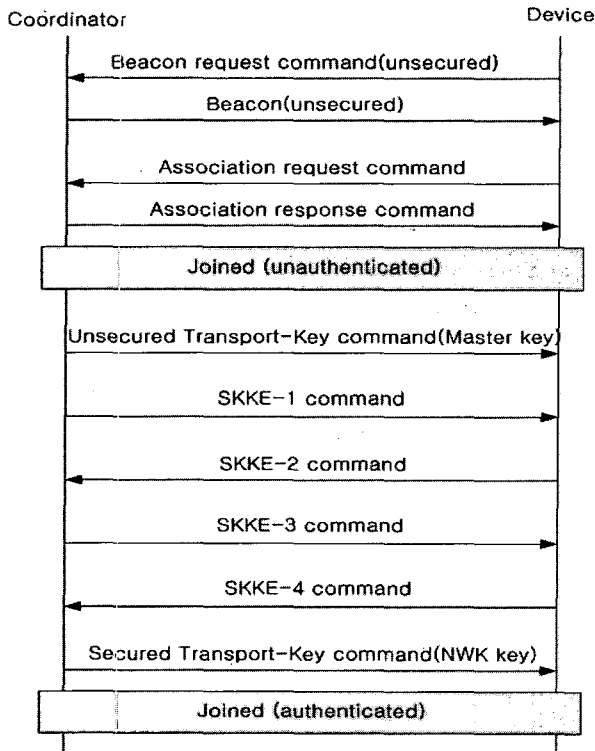 Coordinator
Device
Beacon request command(unsecured)
Beacon(unsecured)
Association request command
Association response command
Joined (unauthenticated)
Unsecured Transport-Key command(Master key)
SKKE-1 command
SKKE-2 command
SKKE-3 command
SKKE-4 command
Secured Transport-Key command(NWK key)
Joined (authenticated)